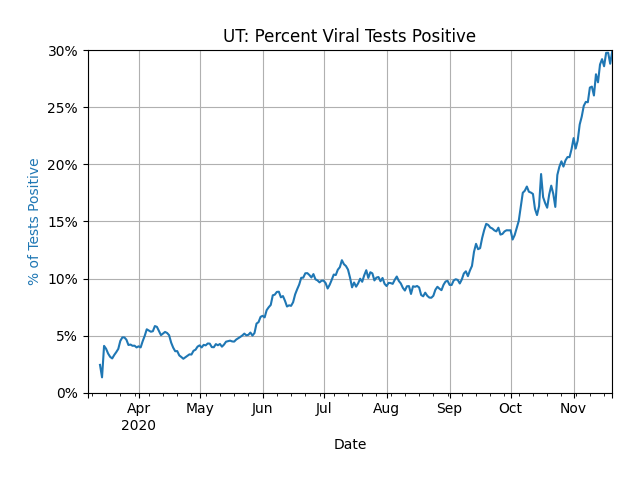 UT: Percent Viral Tests Positive
30%
25%
20%
15%
10%
5%
0%
% of Tests Positive
Apr May Jun Jul Aug Sep Oct Nov
2020
Date